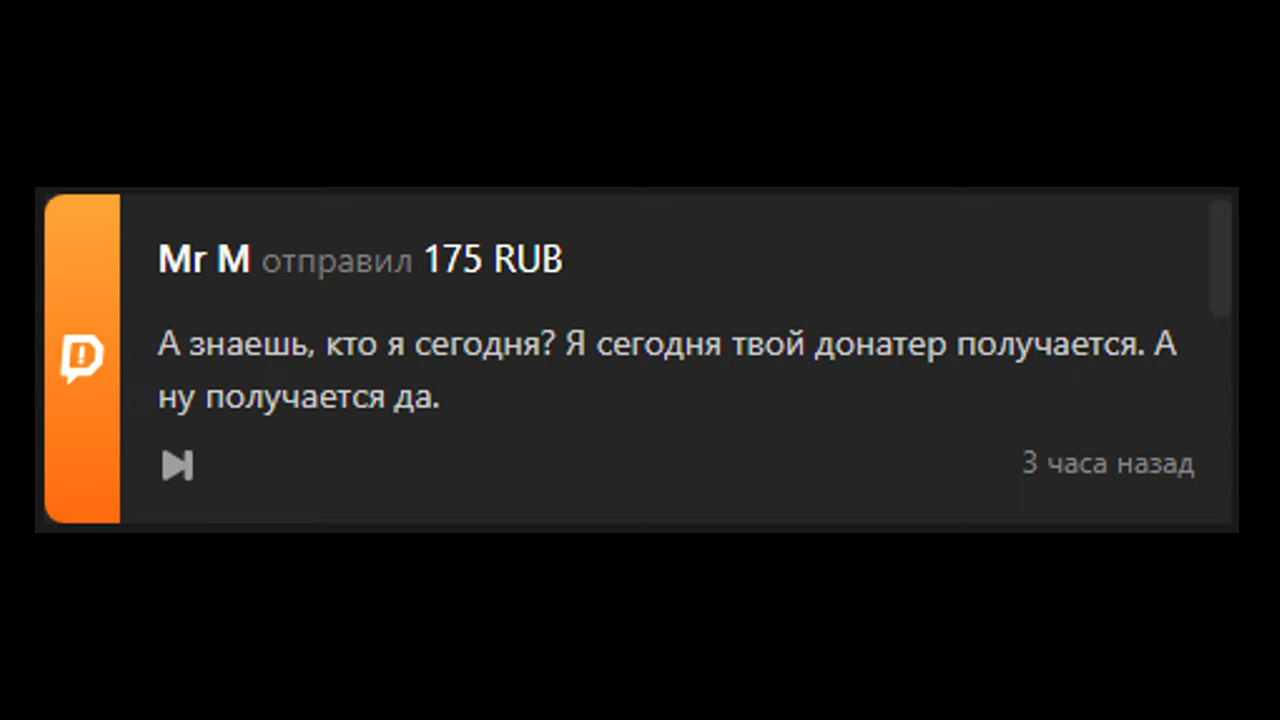 Mr M отправил 175 RUB
А знаешь, кто я сегодня? Я сегодня твой донатер получается. А
ну получается да.
3 часа назад